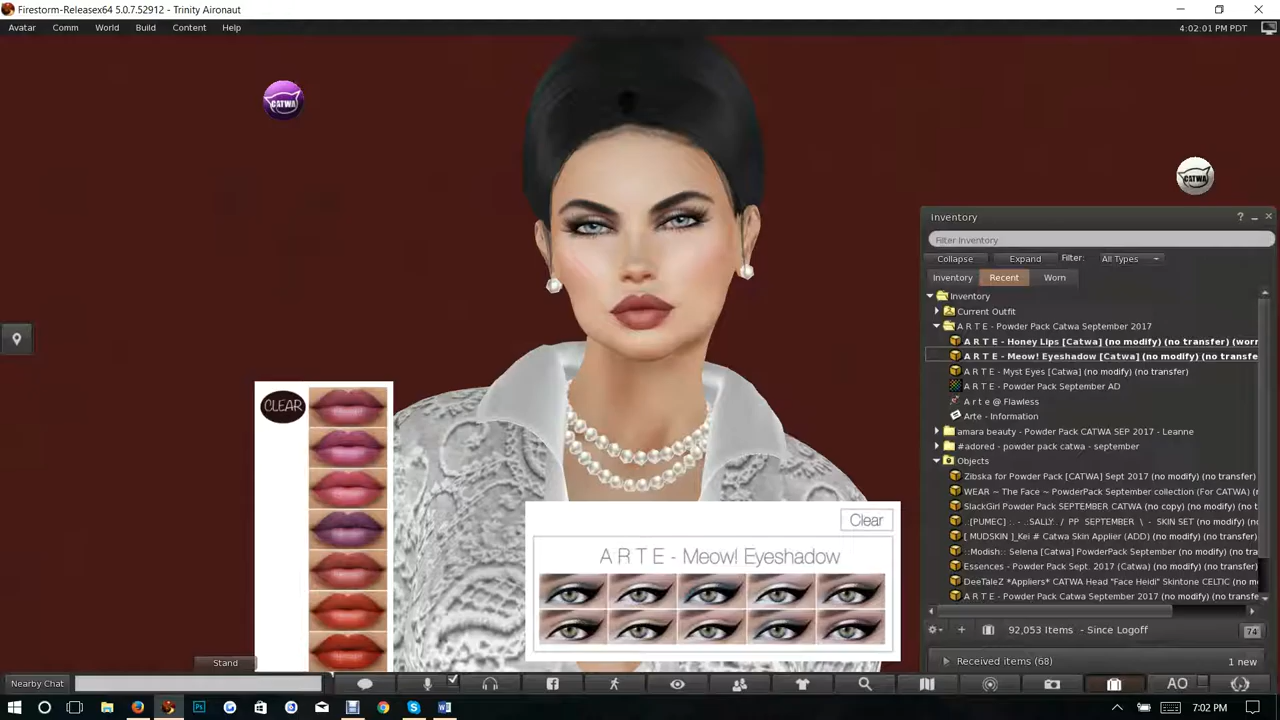 Firestorm-Releasex64 5.0.7.52912 - Trinity Aironaut
Avatar Comm World Build Content Help
4:02:01 PM PDT
CATWA
CATWA
Inventory
Filter Inventory
Collapse Expand Filter: All Types
Inventory Recent Worn
Inventory
Current Outfit
A R T E - Powder Pack Catwa September 2017
A R T E - Honey Lips [Catwa] (no modify) (no transfer) (worr
A R T E - Meow! Eyeshadow [Catwa] (no modify) (no transfe
A R T E - Myst Eyes [Catwa] (no modify) (no transfer)
A R T E - Powder Pack September AD
A r t e @ Flawless
Arte - Information
amara beauty - Powder Pack CATWA SEP 2017 - Leanne
#adored - powder pack catwa - september
Objects
Zibska for Powder Pack [CATWA] Sept 2017 (no modify) (no transfer)
WEAR ~ The Face ~ PowderPack September collection (For CATWA) (r
SlackGirl Powder Pack SEPTEMBER CATWA (no copy) (no modify)
.[PUMEC] :. - ..SALLY.. / PP SEPTEMBER \ - SKIN SET (no modify)
[ MUDSKIN ]_Kei # Catwa Skin Applier (ADD) (no modify) (no transfer)
::Modish:: Selena [Catwa] PowderPack September (no modify)
Essences - Powder Pack Sept. 2017 (Catwa) (no modify)
DeeTaleZ *Appliers* CATWA Head "Face Heidi" Skintone CELTIC (no m
A R T E - Powder Pack Catwa September 2017 (no modify) (no transfer)
92,053 Items - Since Logoff
74
Received items (68) 1 new
CLEAR
Clear
A R T E - Meow! Eyeshadow
Stand
Nearby Chat
AO
7:02 PM